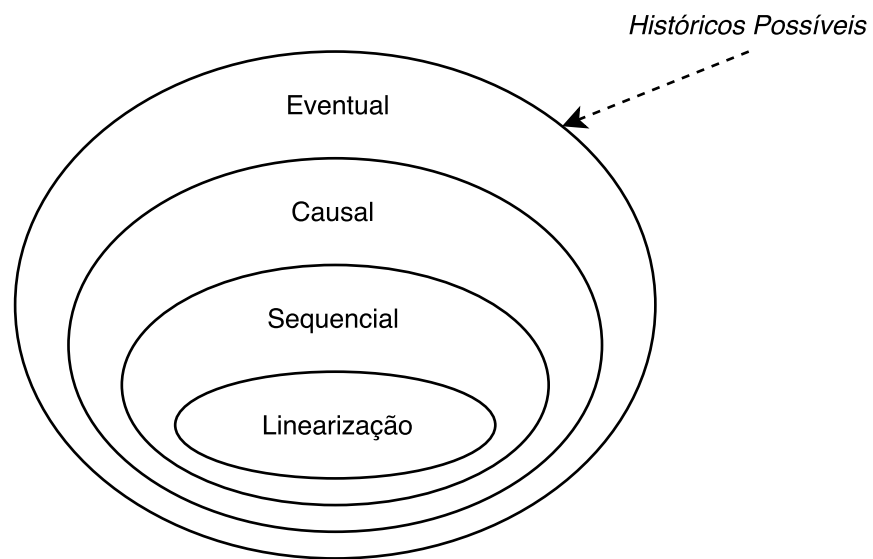 Históricos Possíveis
Eventual
Causal
Sequencial
Linearização